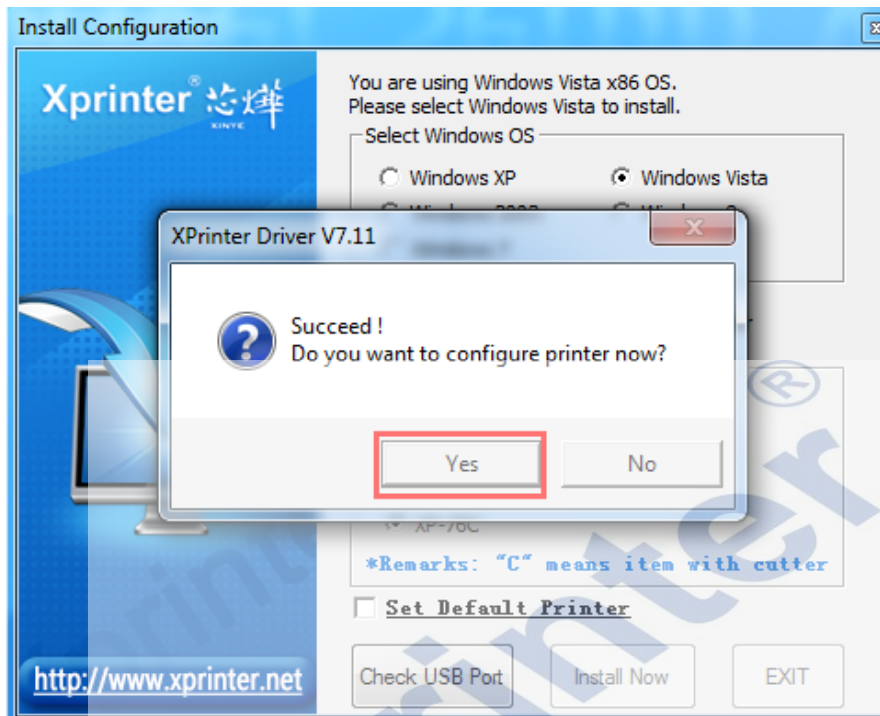 Install Configuration
Xprinter® 芯烨
XINYE
You are using Windows Vista x86 OS.
Please select Windows Vista to install.
Select Windows OS
Windows XP
Windows Vista
XPrinter Driver V7.11
Succeed !
Do you want to configure printer now?
Yes
No
XP-76C
*Remarks: "C" means item with cutter
Set Default Printer
http://www.xprinter.net
Check USB Port
Install Now
EXIT